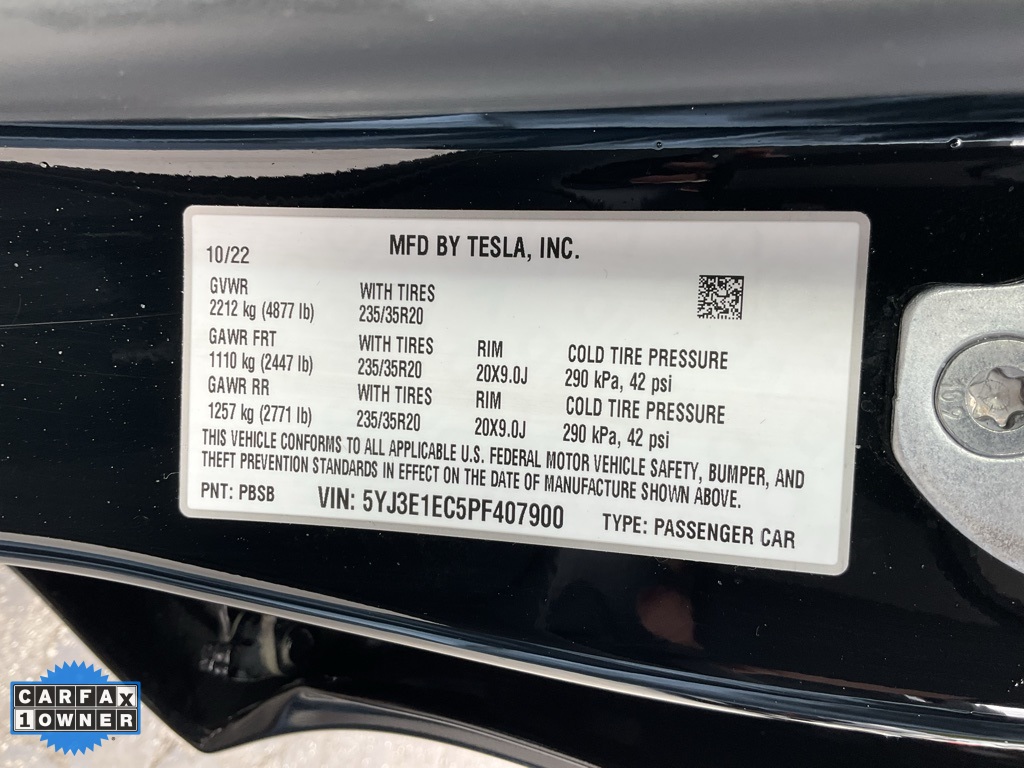 10/22 MFD BY TESLA, INC.
GVWR WITH TIRES
2212 kg (4877 lb) 235/35R20
GAWR FRT WITH TIRES RIM COLD TIRE PRESSURE
1110 kg (2447 lb) 235/35R20 20X9.0J 290 kPa, 42 psi
GAWR RR WITH TIRES RIM COLD TIRE PRESSURE
1257 kg (2771 lb) 235/35R20 20X9.0J 290 kPa, 42 psi
THIS VEHICLE CONFORMS TO ALL APPLICABLE U.S. FEDERAL MOTOR VEHICLE SAFETY, BUMPER, AND
THEFT PREVENTION STANDARDS IN EFFECT ON THE DATE OF MANUFACTURE SHOWN ABOVE.
PNT: PBSB VIN: 5YJ3E1EC5PF407900 TYPE: PASSENGER CAR
CARFAX
1 OWNER